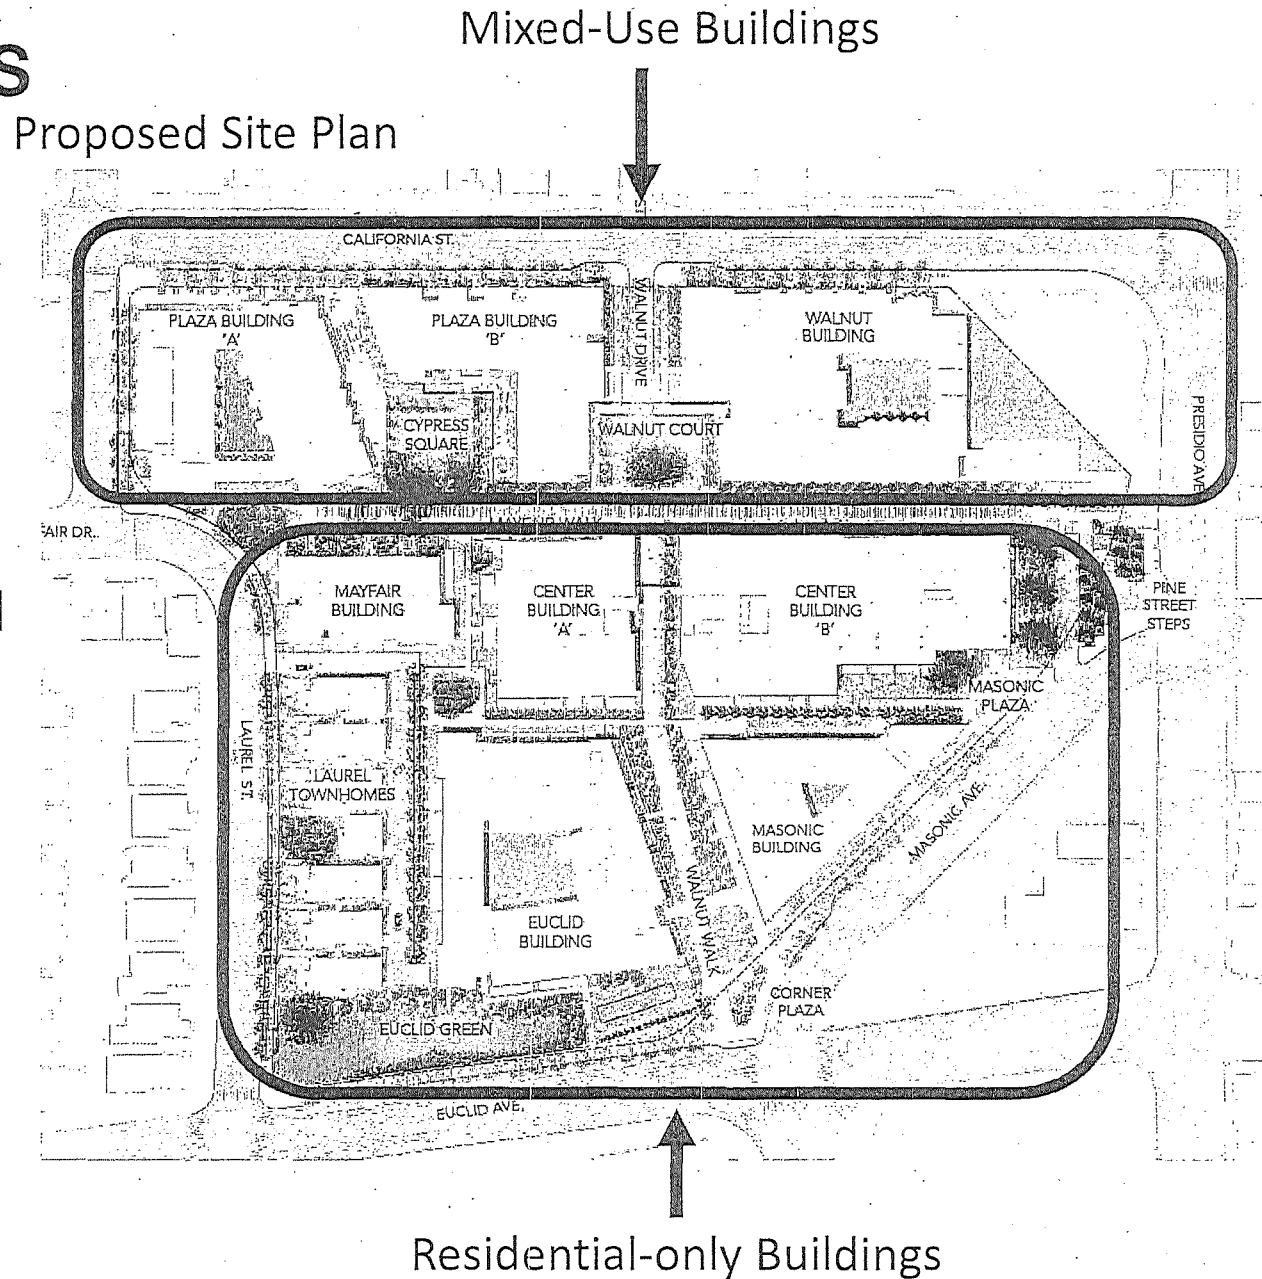 Mixed-Use Buildings
s
Proposed Site Plan
CALIFORNIA ST.
PLAZA BUILDING
'A'
PLAZA BUILDING
'B'
WALNUT DRIVE
WALNUT
BUILDING
CYPRESS
SQUARE
WALNUT COURT
PRESIDIO AVE
FAIR DR.
MAYFAIR WALK
MAYFAIR
BUILDING
CENTER
BUILDING
'A'
CENTER
BUILDING
'B'
PINE
STREET
STEPS
MASONIC
PLAZA
LAUREL ST.
LAUREL
TOWNHOMES
MASONIC AVE.
MASONIC
BUILDING
WALNUT WALK
EUCLID
BUILDING
CORNER
PLAZA
EUCLID GREEN
EUCLID AVE.
Residential-only Buildings